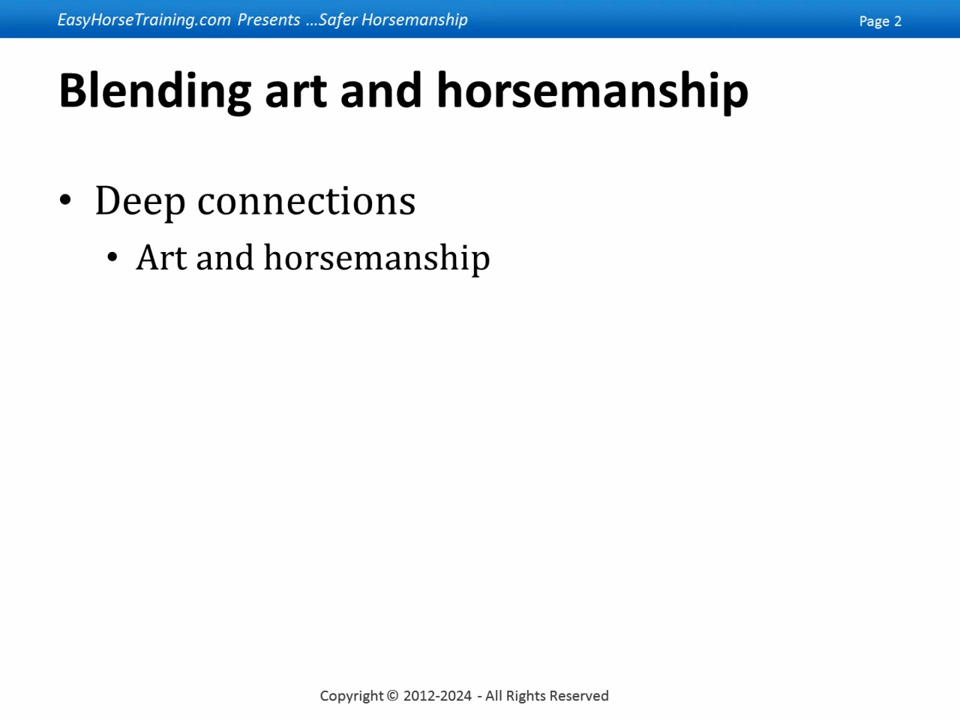 EasyHorseTraining.com Presents ...Safer Horsemanship Page 2
Blending art and horsemanship
• Deep connections
• Art and horsemanship
Copyright © 2012-2024 - All Rights Reserved